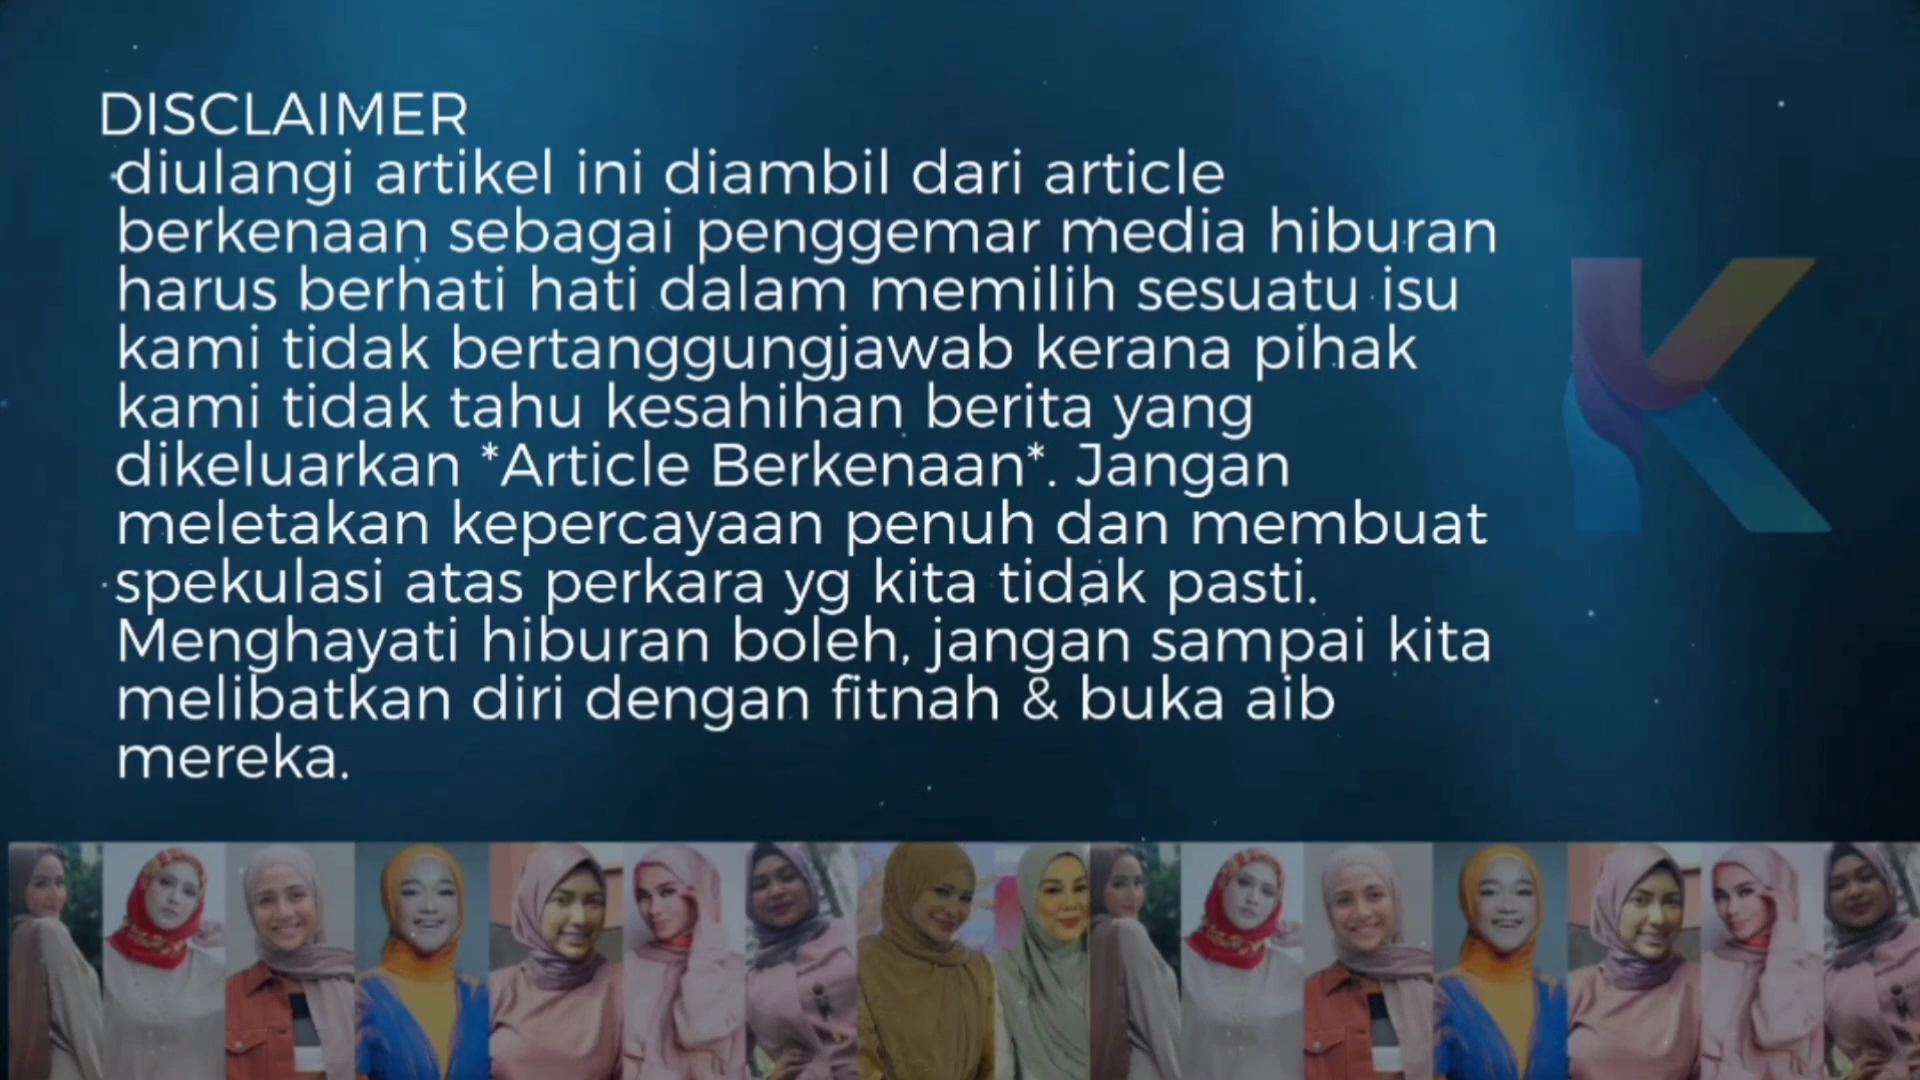 DISCLAIMER
diulangi artikel ini diambil dari article
berkenaan sebagai penggemar media hiburan
harus berhati hati dalam memilih sesuatu isu
kami tidak bertanggungjawab kerana pihak
kami tidak tahu kesahihan berita yang
dikeluarkan *Article Berkenaan*. Jangan
meletakan kepercayaan penuh dan membuat
spekulasi atas perkara yg kita tidak pasti.
Menghayati hiburan boleh, jangan sampai kita
melibatkan diri dengan fitnah & buka aib
mereka.
K